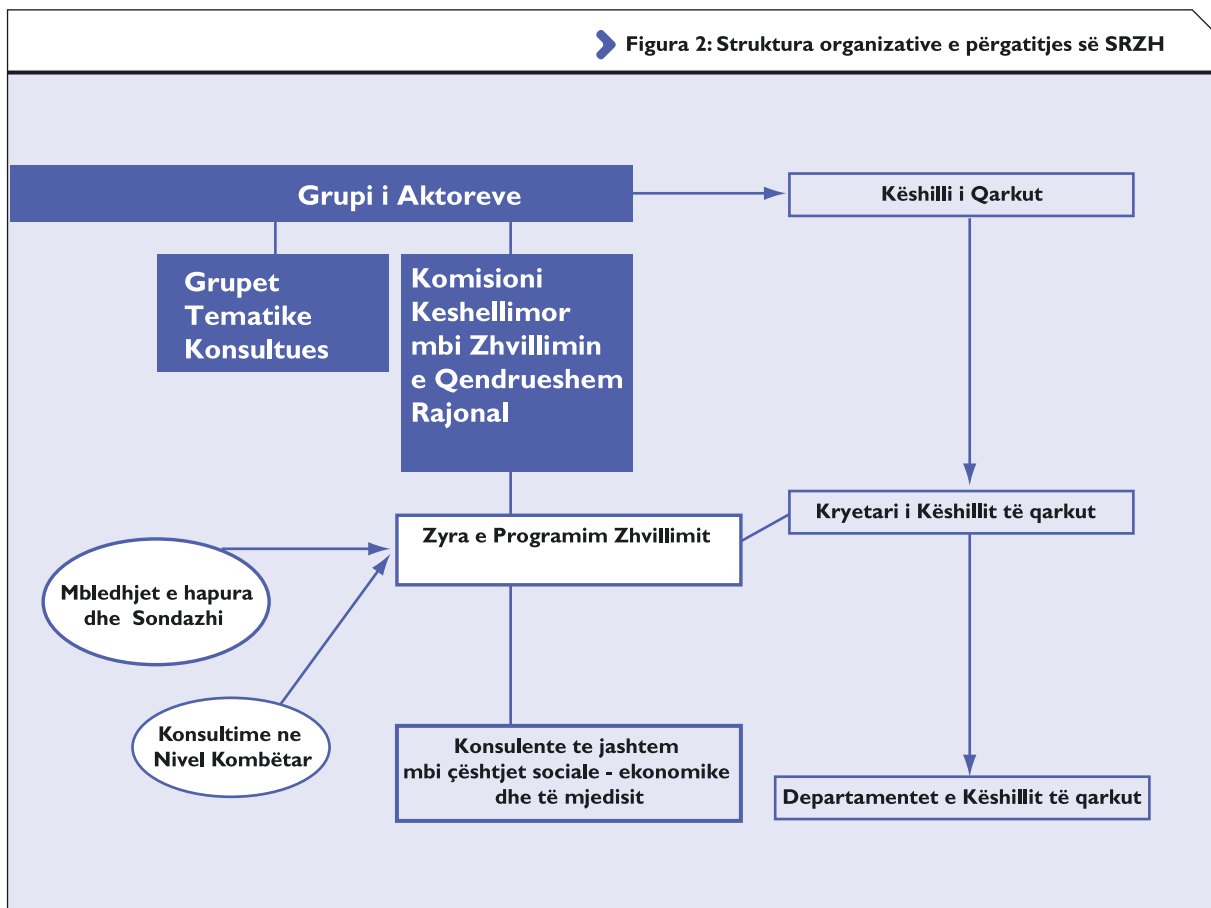 Figura 2: Struktura organizative e përgatitjes së SRZH
Grupi i Aktoreve
Këshilli i Qarkut
Grupet
Tematike
Konsultues
Komisioni
Keshellimor
mbi Zhvillimin
e Qendrueshem
Rajonal
Zyra e Programim Zhvillimit
Kryetari i Këshillit të qarkut
Mbledhjet e hapura
dhe Sondazhi
Konsultime ne
Nivel Kombëtar
Konsulente te jashtem
mbi çështjet sociale - ekonomike
dhe të mjedisit
Departamentet e Këshillit të qarkut